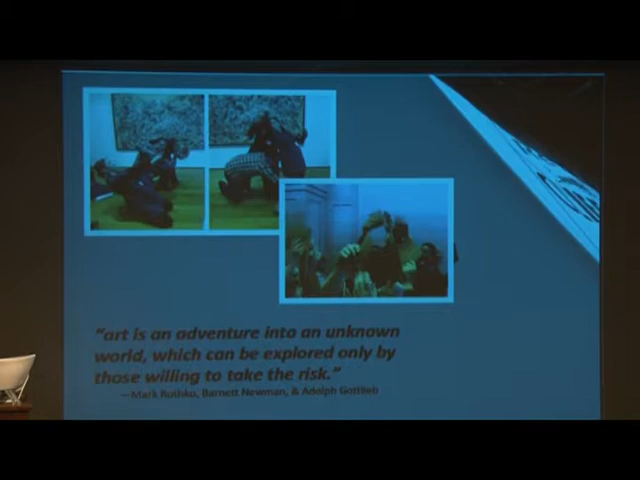 "art is an adventure into an unknown
world, which can be explored only by
those willing to take the risk."
—Mark Rothko, Barnett Newman, & Adolph Gottlieb